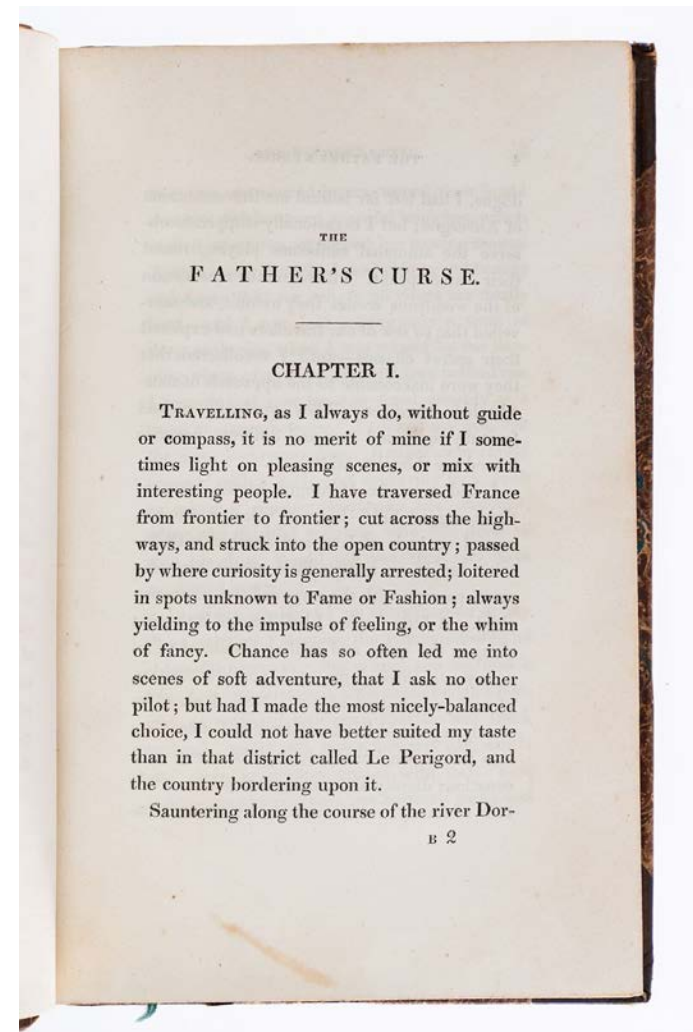 THE
FATHER'S CURSE.
CHAPTER I.
TRAVELLING, as I always do, without guide
or compass, it is no merit of mine if I some-
times light on pleasing scenes, or mix with
interesting people. I have traversed France
from frontier to frontier; cut across the high-
ways, and struck into the open country; passed
by where curiosity is generally arrested; loitered
in spots unknown to Fame or Fashion; always
yielding to the impulse of feeling, or the whim
of fancy. Chance has so often led me into
scenes of soft adventure, that I ask no other
pilot; but had I made the most nicely-balanced
choice, I could not have better suited my taste
than in that district called Le Perigord, and
the country bordering upon it.
Sauntering along the course of the river Dor-
B 2